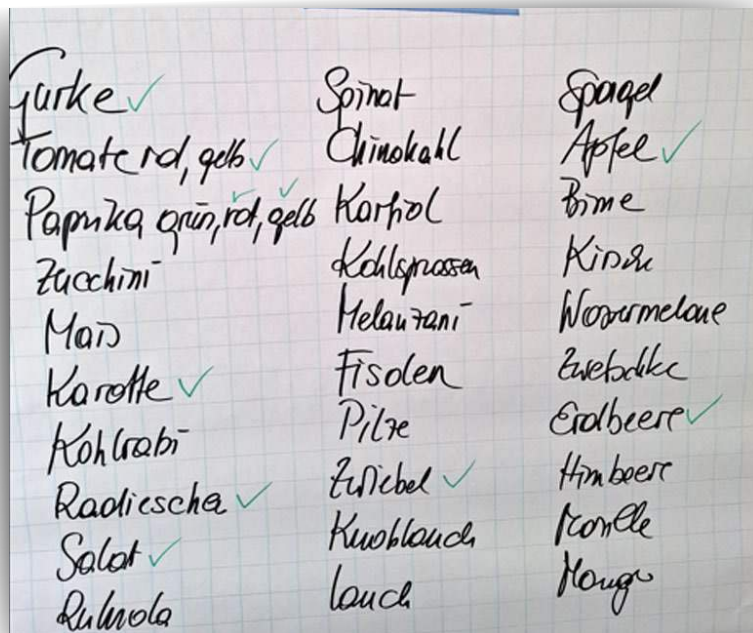 Gurke ✓
Tomate rot, gelb ✓
Paprika grün, rot, gelb
Zucchini
Mais
Karotte ✓
Kohlrabi
Radieschen ✓
Salat ✓
Rukola
Spinat
Chinakohl
Karfiol
Kohlsprossen
Melanzani
Fisolen
Pilze
Zwiebel ✓
Knoblauch
Lauch
Spargel
Apfel ✓
Birne
Kirsche
Wassermelone
Zwetschke
Erdbeere ✓
Himbeere
Marille
Mango